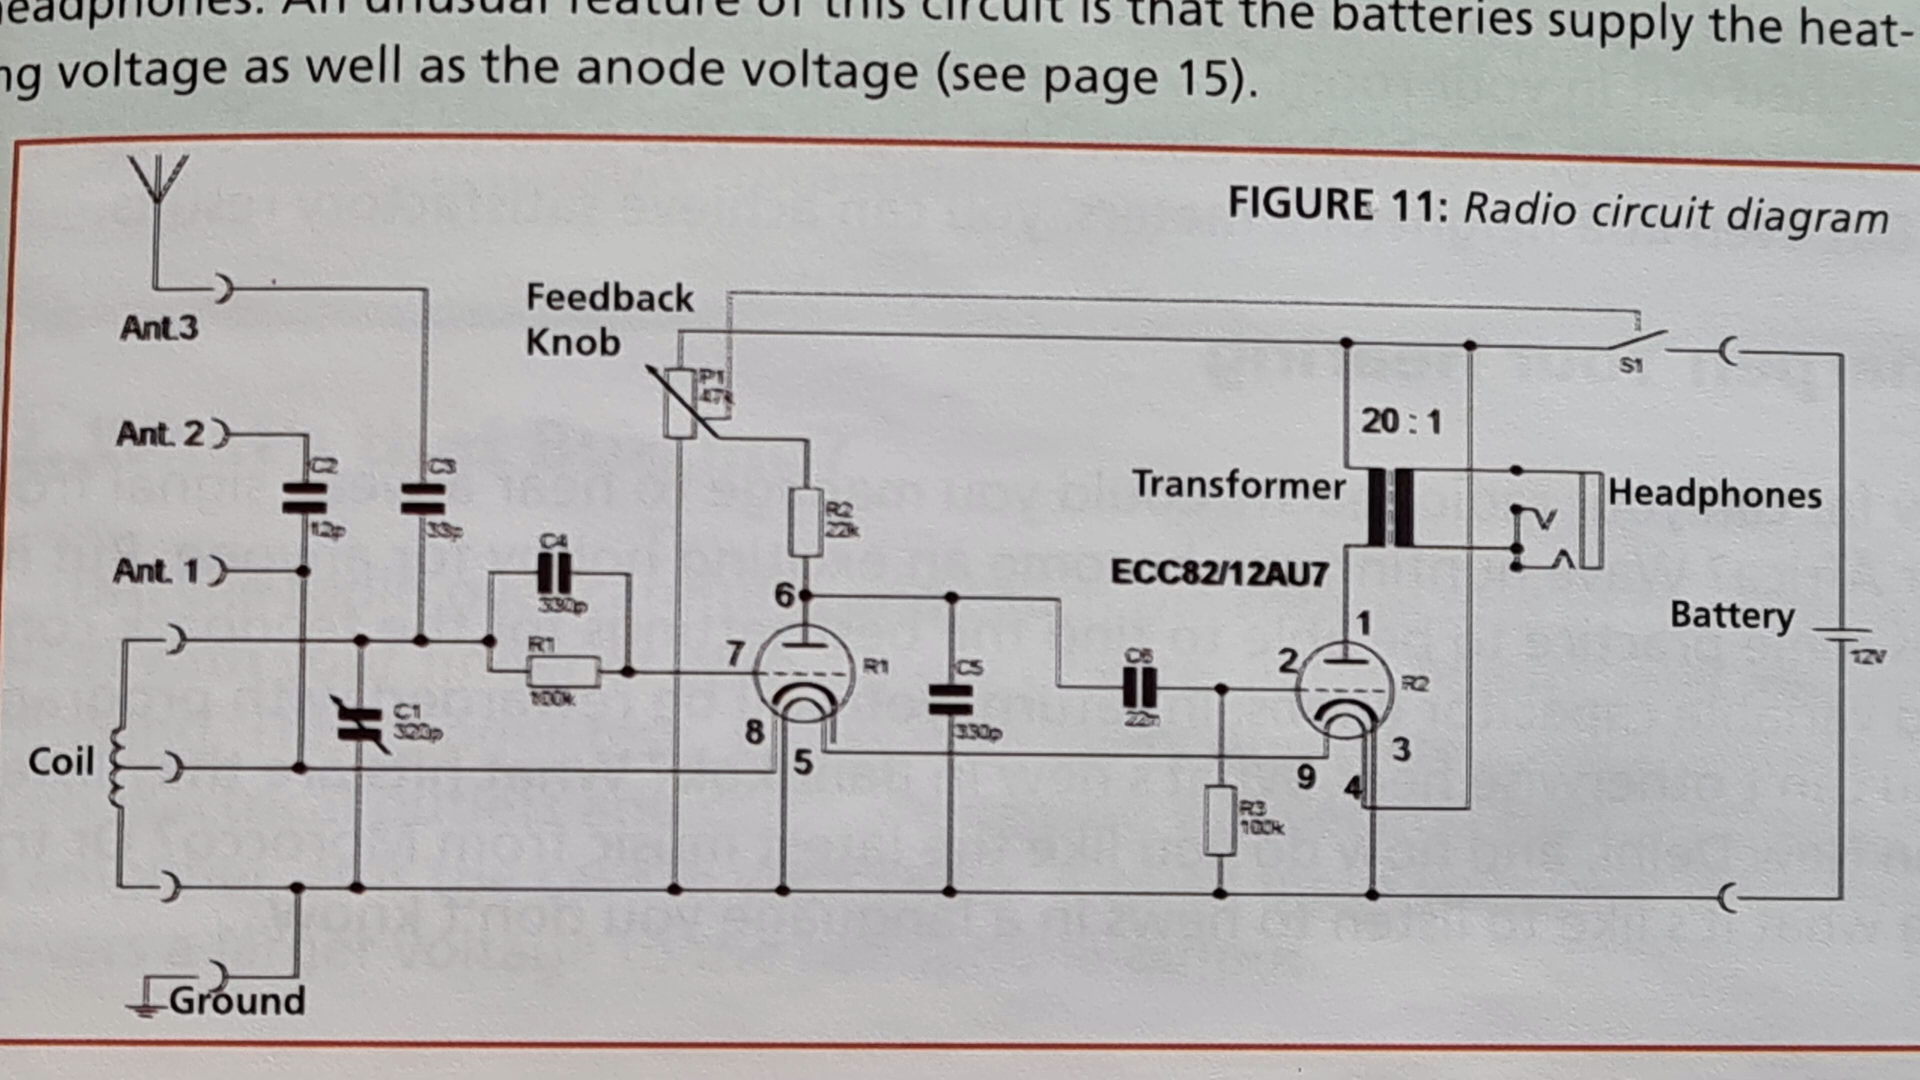 headphones. An unusual feature of this circuit is that the batteries supply the heat-
ng voltage as well as the anode voltage (see page 15).
FIGURE 11: Radio circuit diagram
Ant.3
Feedback
Knob
P1
47k
S1
20 : 1
Ant. 2
C2
12p
C3
33p
R2
22k
Transformer
Headphones
Ant. 1
C4
330p
ECC82/12AU7
6
1
Battery
12V
R1
100k
7
R1
C5
330p
C6
22n
2
R2
C1
320p
8
5
3
Coil
9
4
R3
100k
Ground